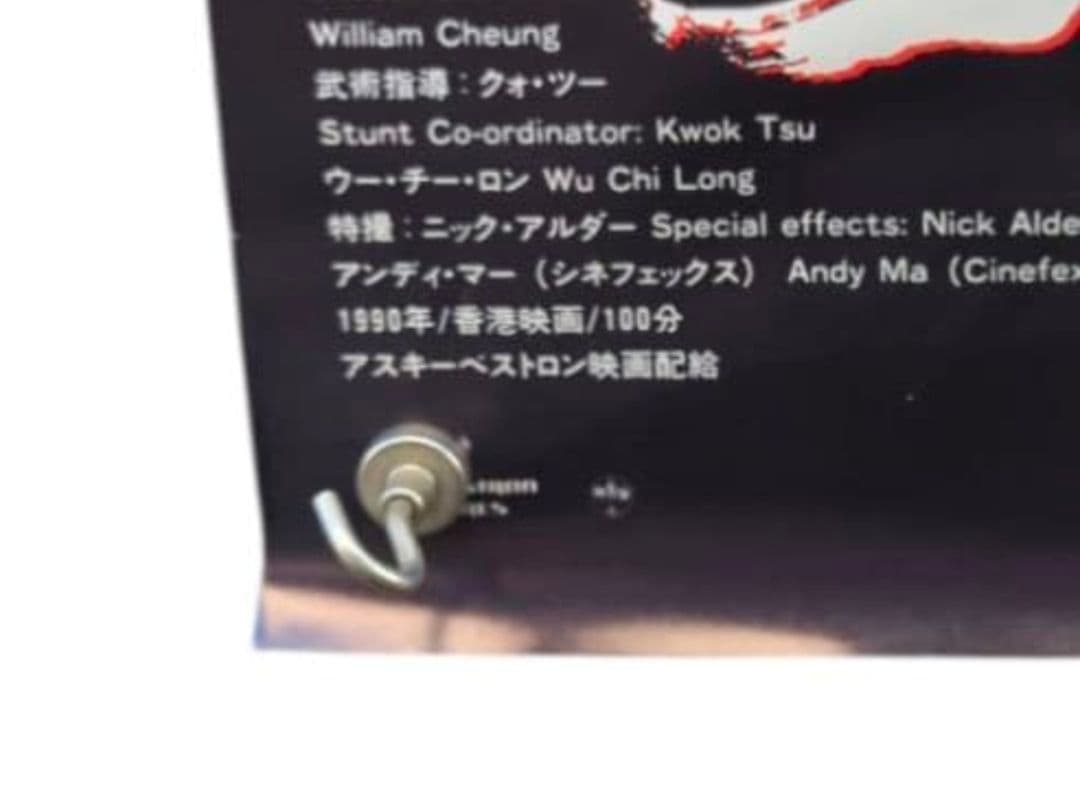 William Cheung
武術指導:クォ・ツー
Stunt Co-ordinator: Kwok Tsu
ウー・チー・ロン Wu Chi Long
特撮:ニック・アルダー Special effects: Nick Alde
アンディ・マー(シネフェックス) Andy Ma (Cinefex
1990年/香港映画/100分
アスキーベストロン映画配給